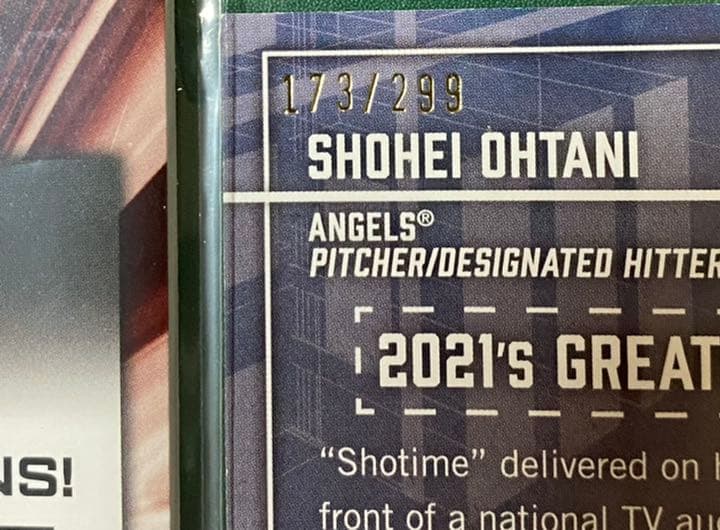 173/299
SHOHEI OHTANI
ANGELS®
PITCHER/DESIGNATED HITTER
2021's GREAT
"Shotime" delivered on
front of a national TV
NS!